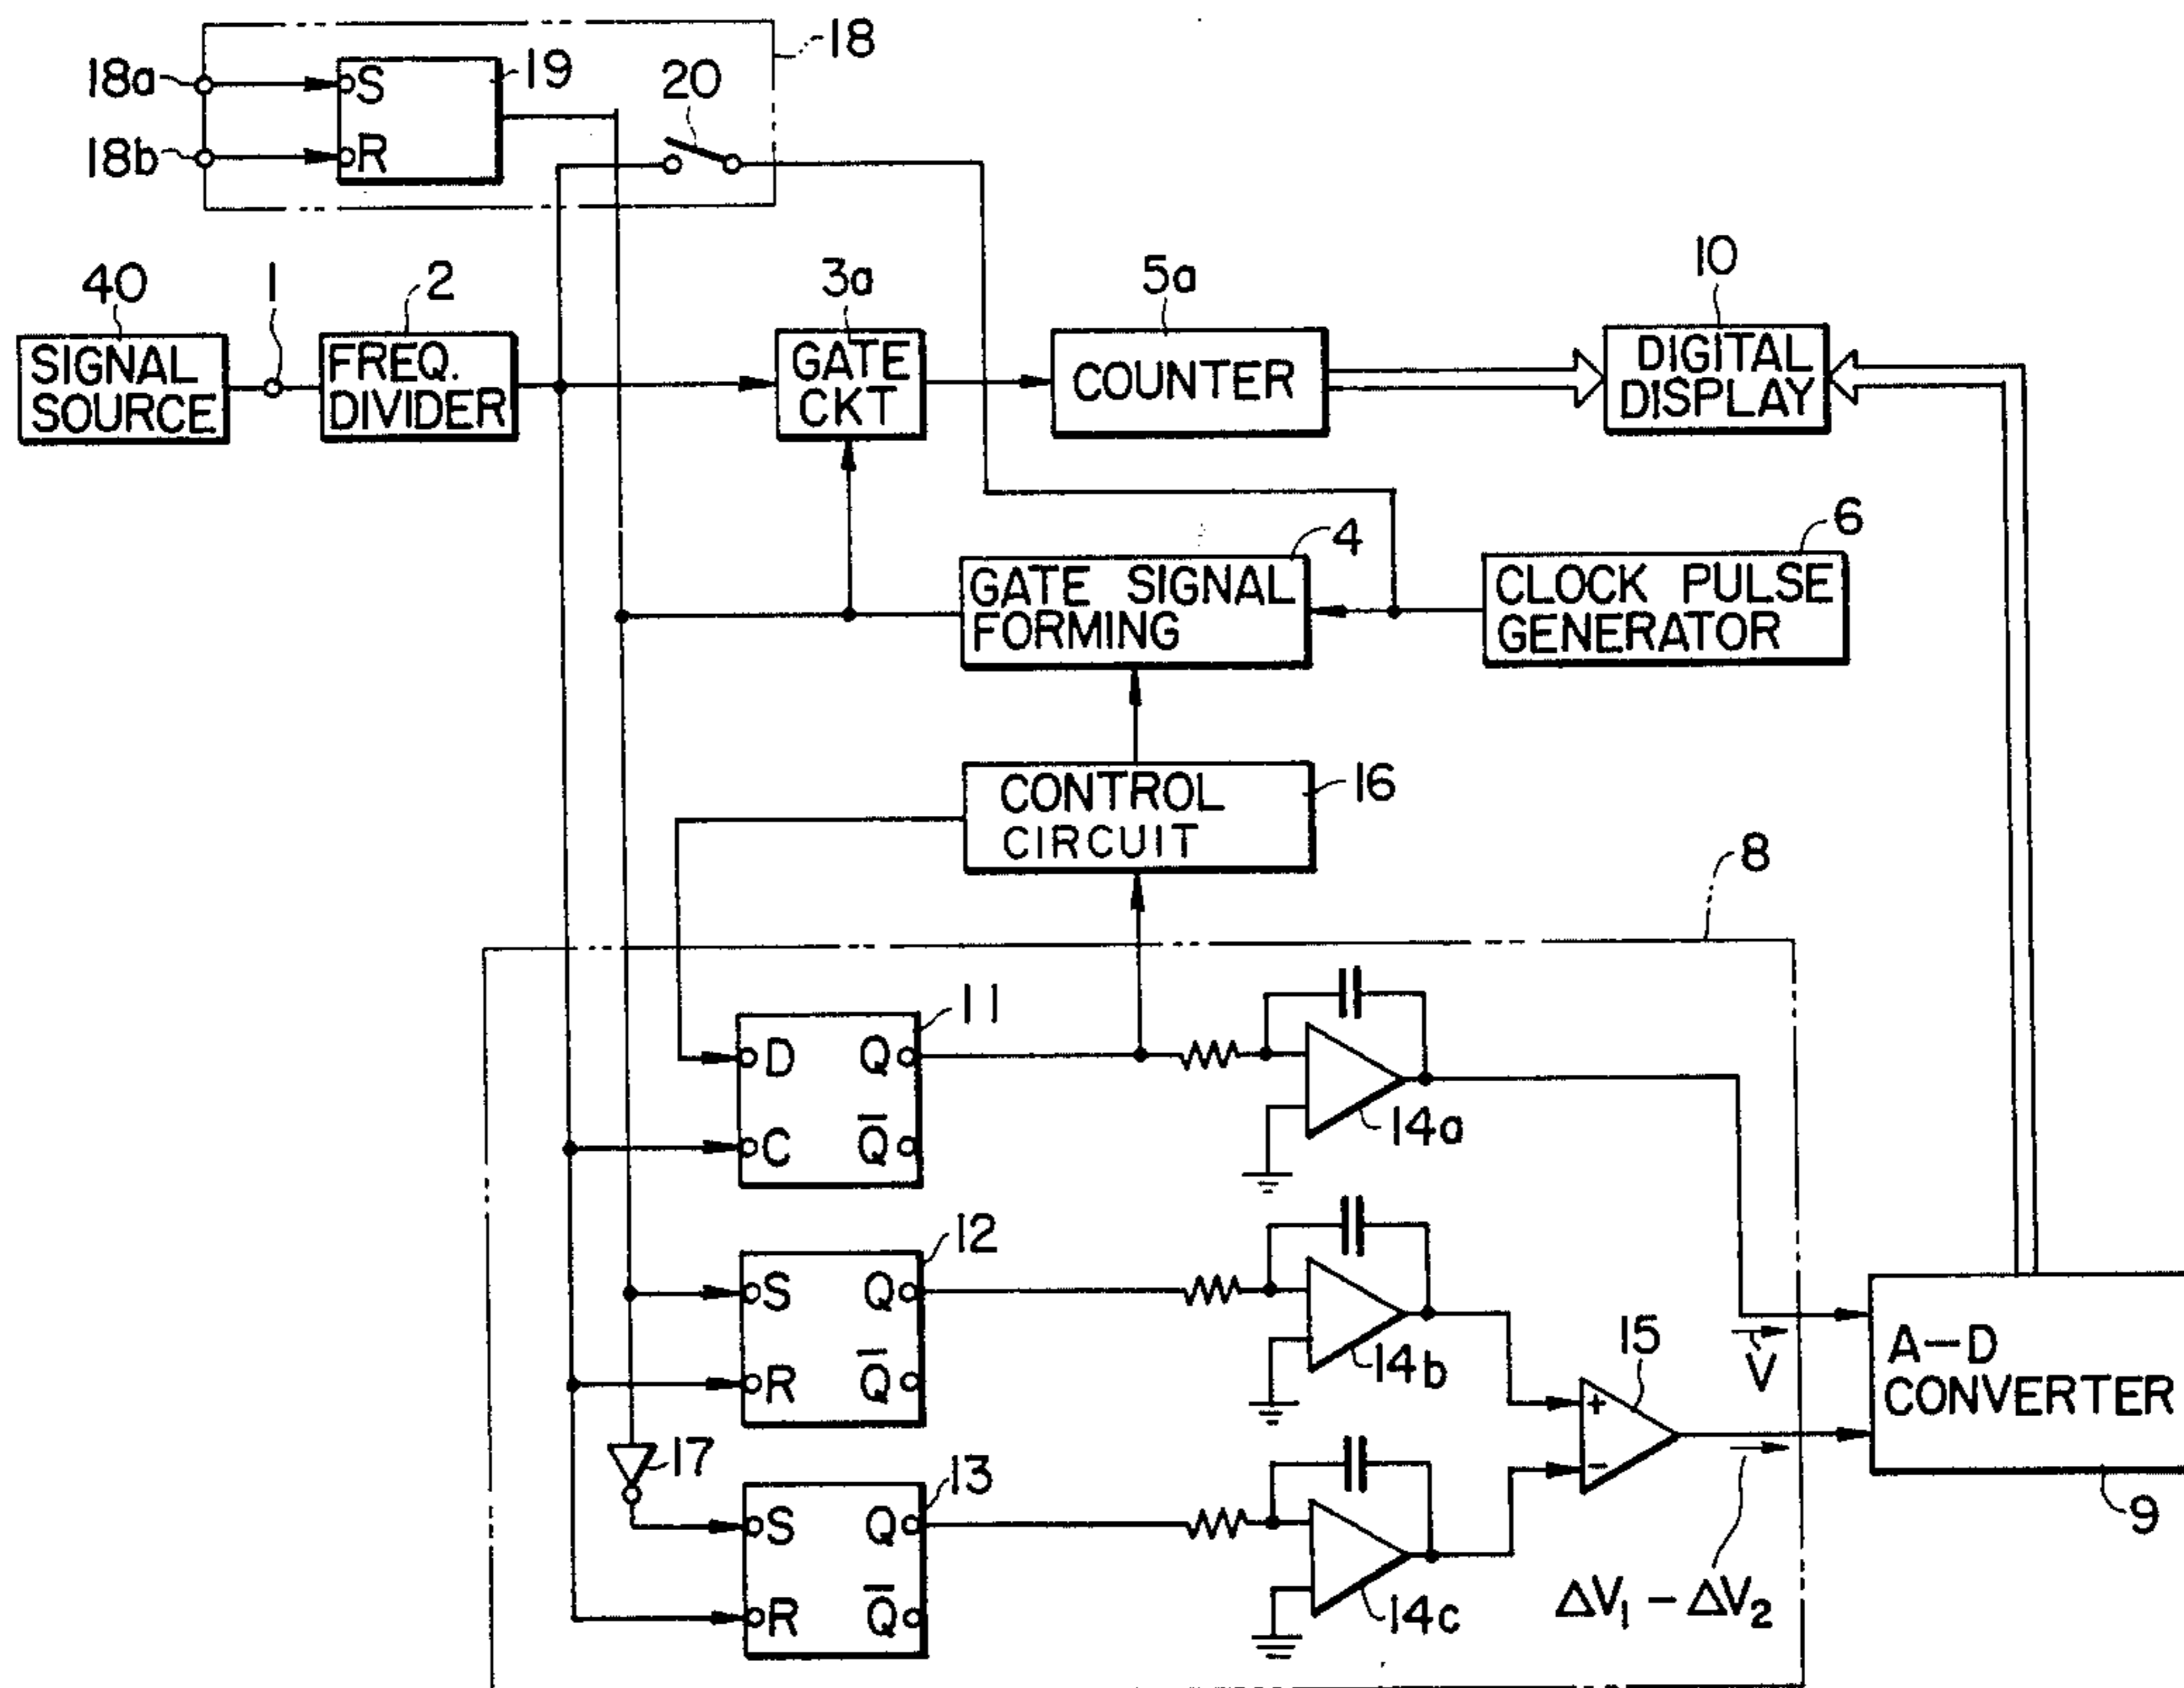 18
18a
S
19
20
18b
R
40
1
2
3a
5a
10
SIGNAL
SOURCE
FREQ.
DIVIDER
GATE
CKT
COUNTER
DIGITAL
DISPLAY
4
6
GATE SIGNAL
FORMING
CLOCK PULSE
GENERATOR
CONTROL
CIRCUIT
16
8
11
D
Q
C
Q̅
14a
12
S
Q
R
Q̅
14b
15
+
−
V
A–D
CONVERTER
17
13
S
Q
R
Q̅
14c
ΔV₁ − ΔV₂
9